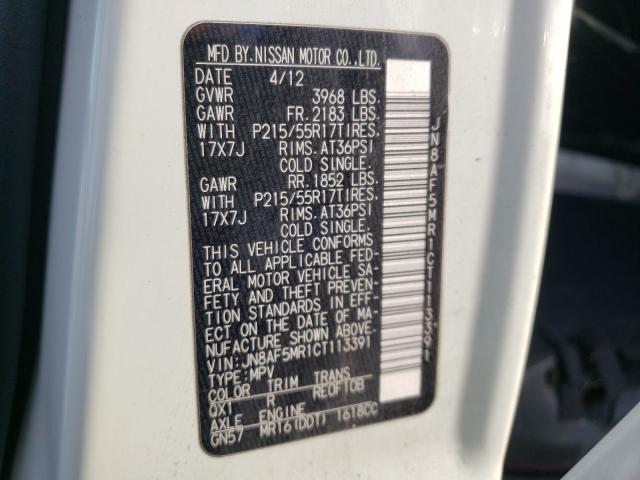 MFD BY.NISSAN MOTOR CO.,LTD.
DATE 4/12
GVWR 3968 LBS.
GAWR FR.2183 LBS.
WITH P215/55R17TIRES.
17X7J RIMS.AT36PSI
COLD SINGLE.
GAWR RR.1852 LBS.
WITH P215/55R17TIRES.
17X7J RIMS.AT36PSI
COLD SINGLE.
THIS VEHICLE CONFORMS
TO ALL APPLICABLE FED-
ERAL MOTOR VEHICLE SA-
FETY AND THEFT PREVEN-
TION STANDARDS IN EFF-
ECT ON THE DATE OF MA-
NUFACTURE SHOWN ABOVE.
VIN:JN8AF5MR1CT113391
TYPE:MPV
COLOR TRIM TRANS
QX1 R RE0F10B
AXLE ENGINE
GN57 MR16(DDT) 1618CC
JN8AF5MR1CT113391